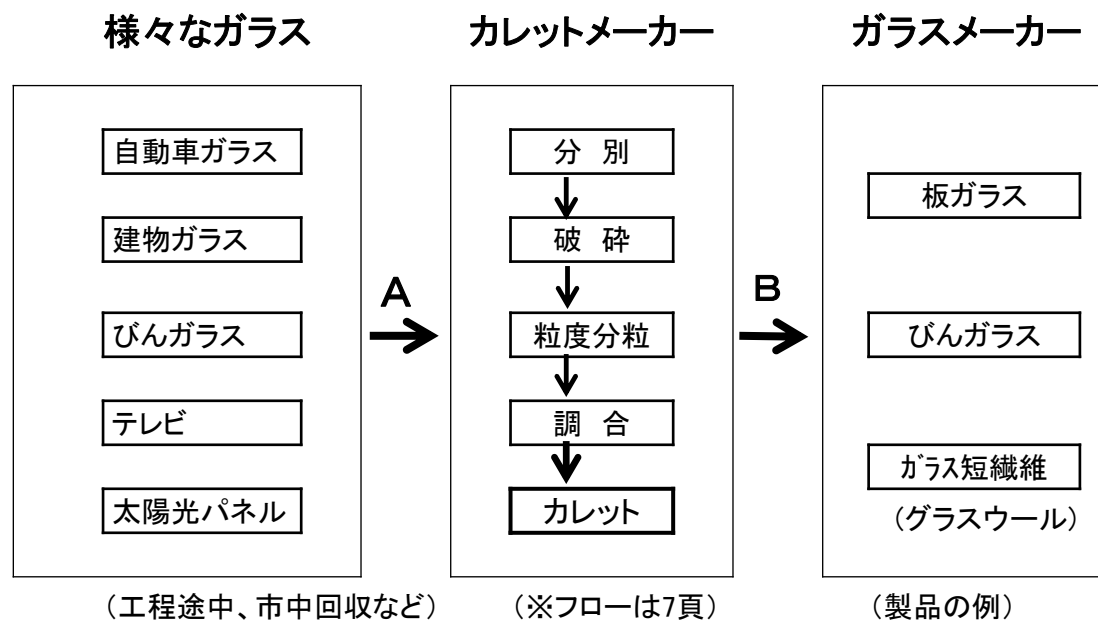 様々なガラス
自動車ガラス
建物ガラス
びんガラス
テレビ
太陽光パネル
（工程途中、市中回収など）
A
カレットメーカー
分 別
破 砕
粒度分粒
調 合
カレット
（※フローは7頁）
B
ガラスメーカー
板ガラス
びんガラス
ｶﾞﾗｽ短繊維
（グラスウール）
（製品の例）